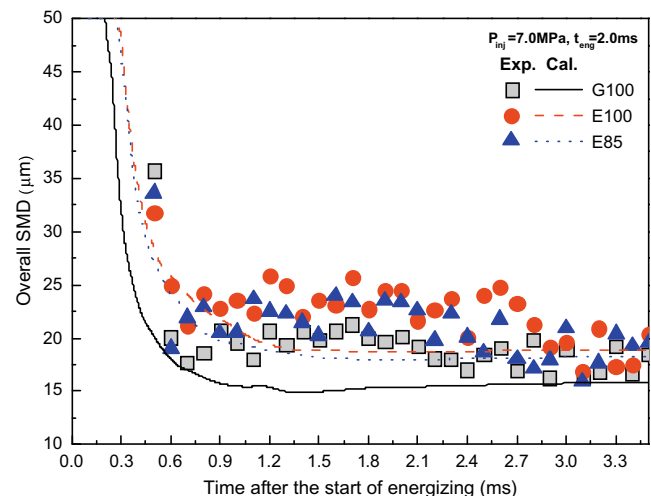 P_inj =7.0MPa, t_eng=2.0ms
Exp. Cal.
G100
E100
E85
Overall SMD (μm)
50
45
40
35
30
25
20
15
10
0.0 0.3 0.6 0.9 1.2 1.5 1.8 2.1 2.4 2.7 3.0 3.3
Time after the start of energizing (ms)